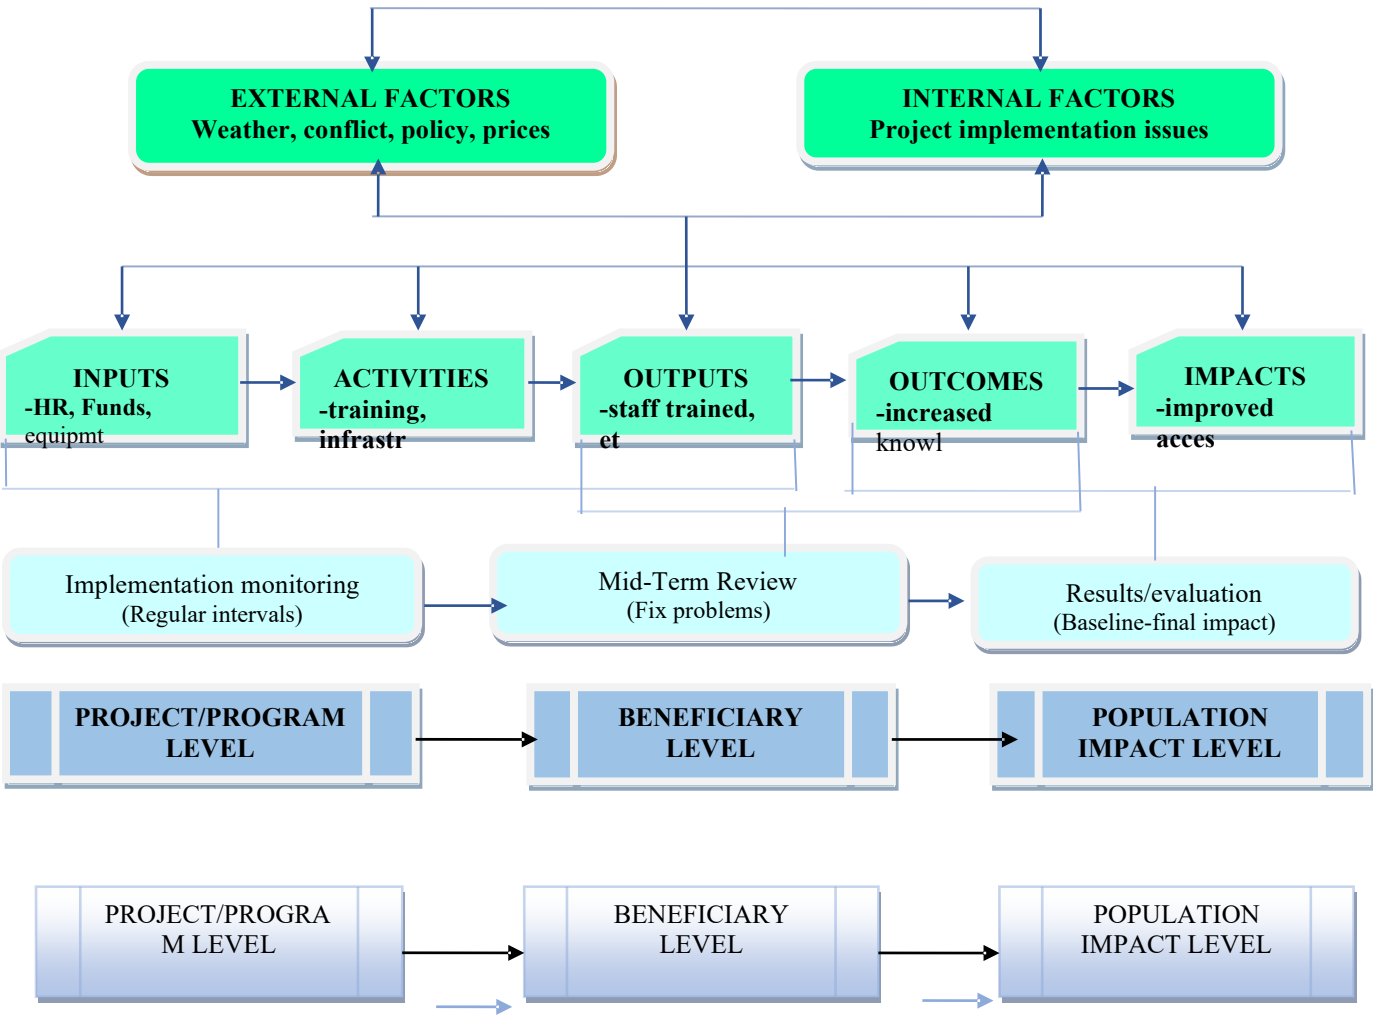 EXTERNAL FACTORS
Weather, conflict, policy, prices
INTERNAL FACTORS
Project implementation issues
INPUTS
-HR, Funds,
equipmt
ACTIVITIES
-training,
infrastr
OUTPUTS
-staff trained,
et
OUTCOMES
-increased
knowl
IMPACTS
-improved
acces
Implementation monitoring
(Regular intervals)
Mid-Term Review
(Fix problems)
Results/evaluation
(Baseline-final impact)
PROJECT/PROGRAM
LEVEL
BENEFICIARY
LEVEL
POPULATION
IMPACT LEVEL
PROJECT/PROGRA
M LEVEL
BENEFICIARY
LEVEL
POPULATION
IMPACT LEVEL